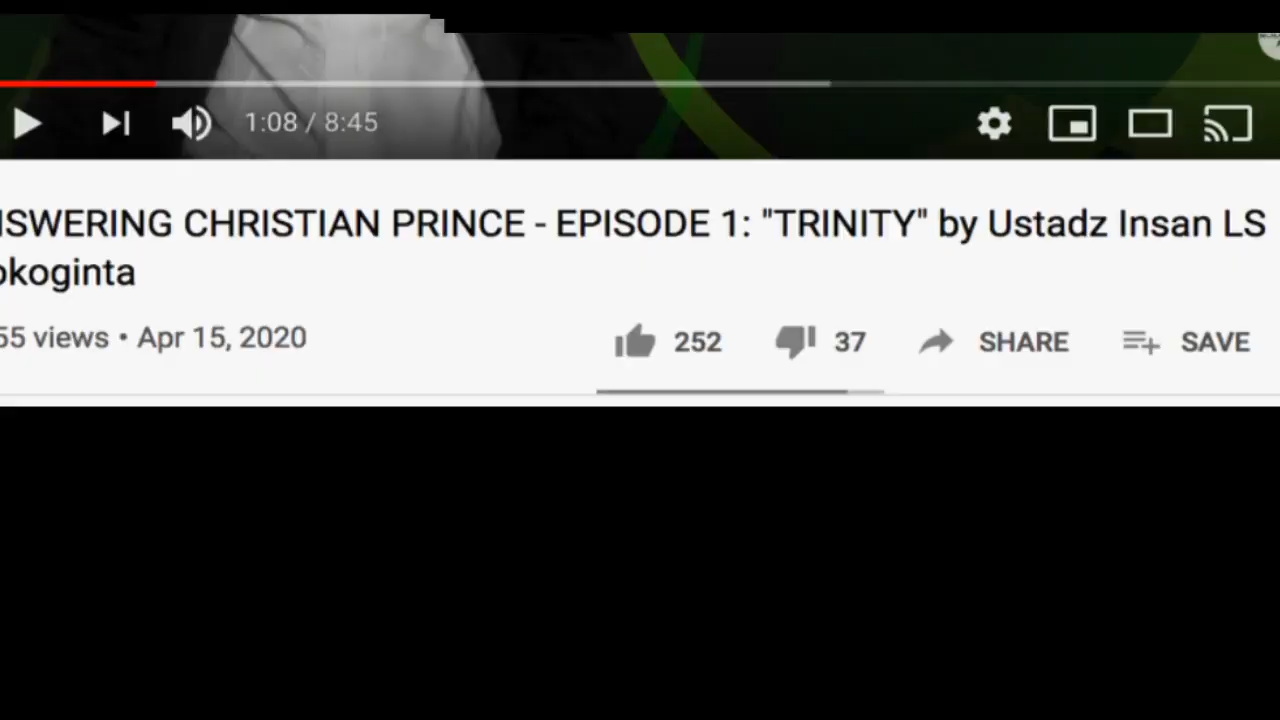 1:08 / 8:45
NSWERING CHRISTIAN PRINCE - EPISODE 1: "TRINITY" by Ustadz Insan LS
okoginta
55 views • Apr 15, 2020
252 37 SHARE SAVE